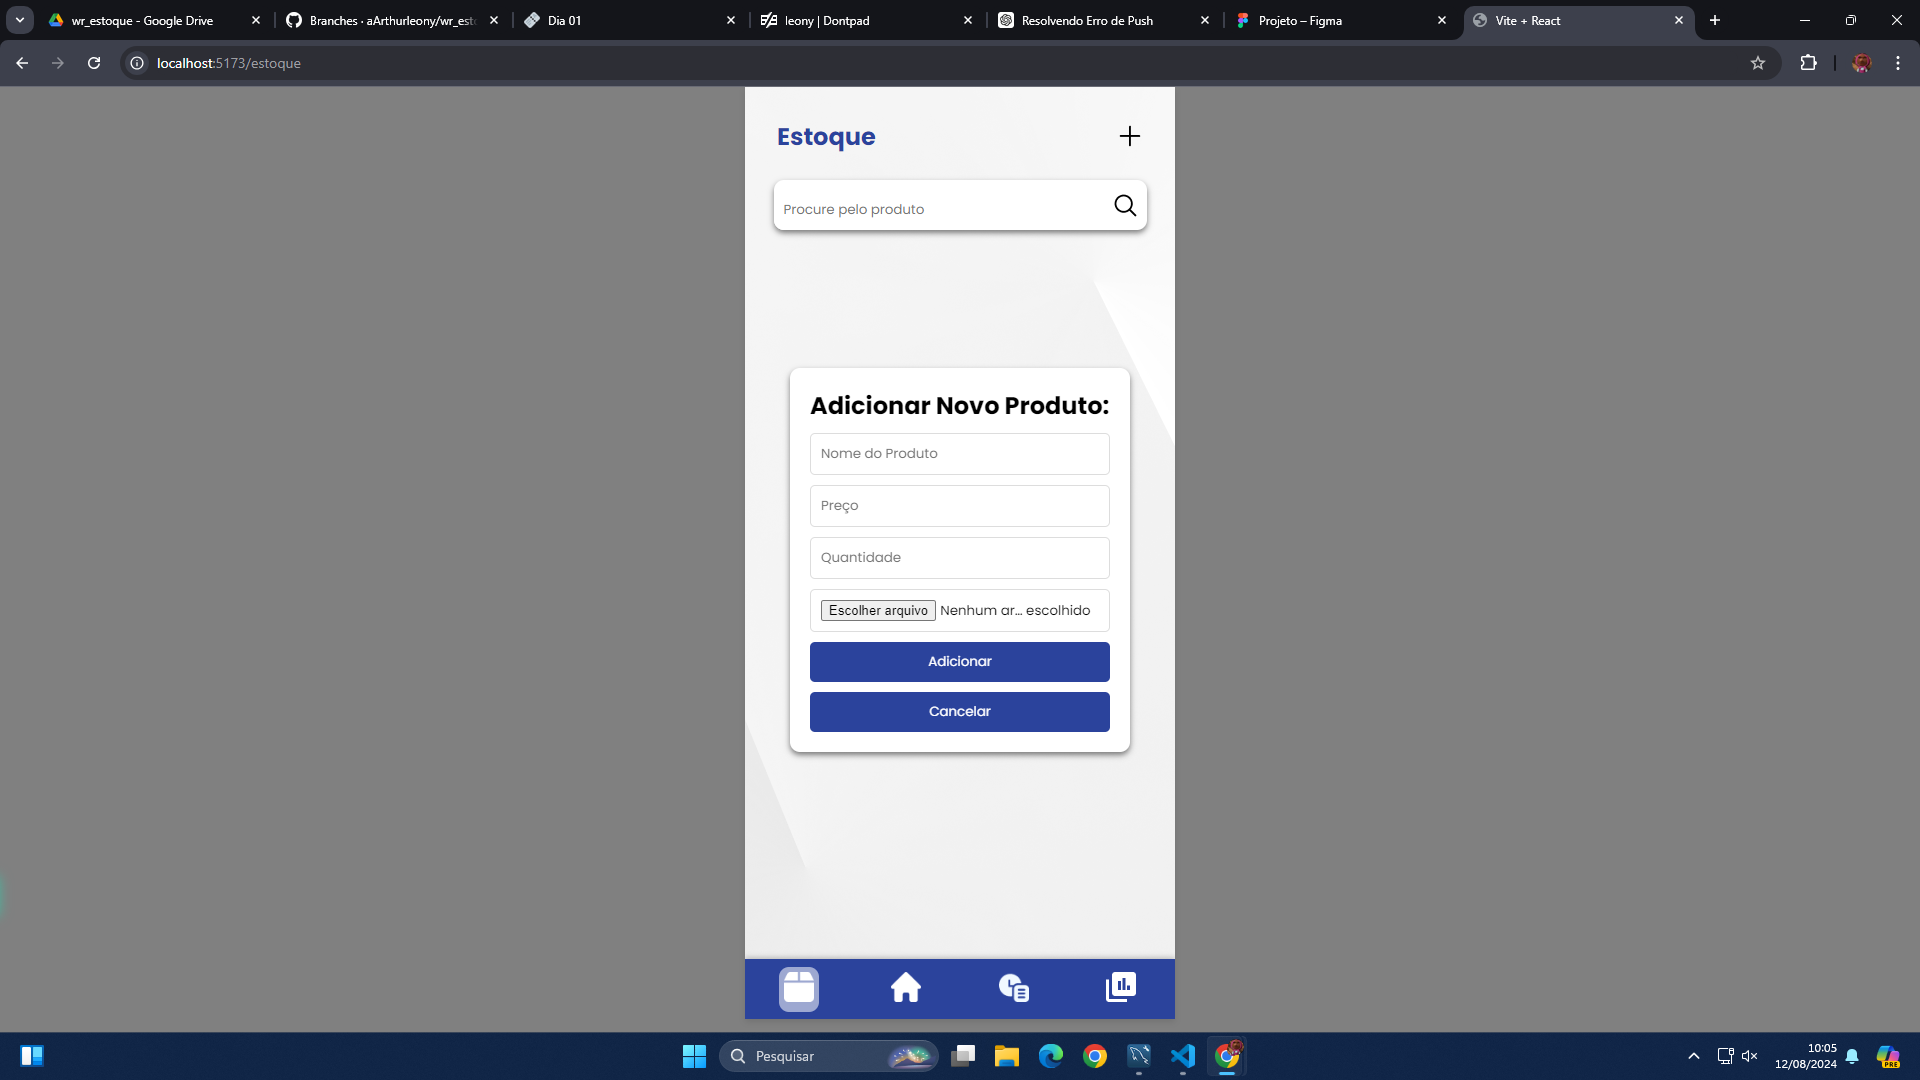 wr_estoque - Google Drive
Branches · aArthurleony/wr_est
Dia 01
leony | Dontpad
Resolvendo Erro de Push
Projeto – Figma
Vite + React
localhost:5173/estoque
Estoque
Procure pelo produto
Adicionar Novo Produto:
Nome do Produto
Preço
Quantidade
Escolher arquivo Nenhum ar... escolhido
Adicionar
Cancelar
Pesquisar
10:05
12/08/2024
PRE